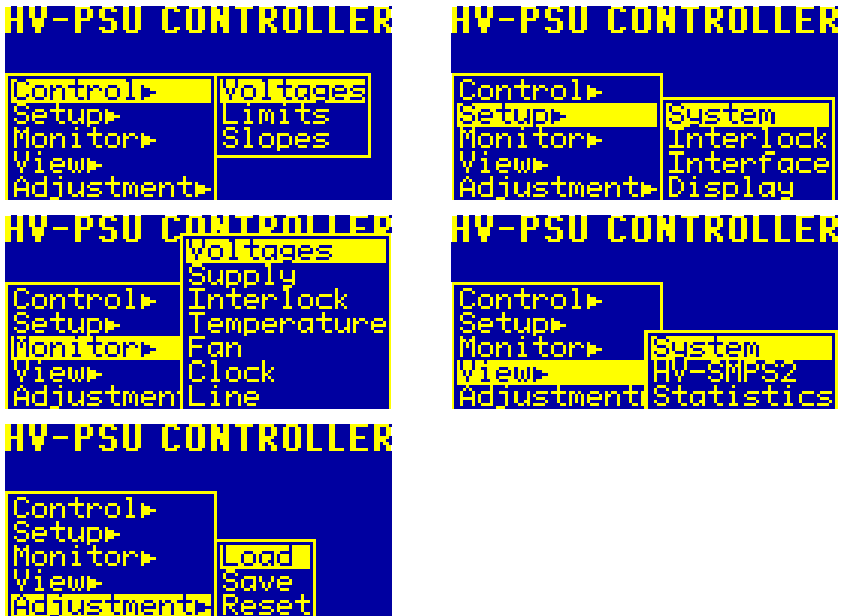 HV-PSU CONTROLLER
Control▶
Setup▶
Monitor▶
View▶
Adjustment▶
Voltages
Limits
Slopes
HV-PSU CONTROLLER
Control▶
Setup▶
Monitor▶
View▶
Adjustment▶
System
Interlock
Interface
Display
HV-PSU CONTROLLER
Control▶
Setup▶
Monitor▶
View▶
Adjustment
Voltages
Supply
Interlock
Temperature
Fan
Clock
Line
HV-PSU CONTROLLER
Control▶
Setup▶
Monitor▶
View▶
Adjustment
System
HV-SMPS2
Statistics
HV-PSU CONTROLLER
Control▶
Setup▶
Monitor▶
View▶
Adjustment▶
Load
Save
Reset